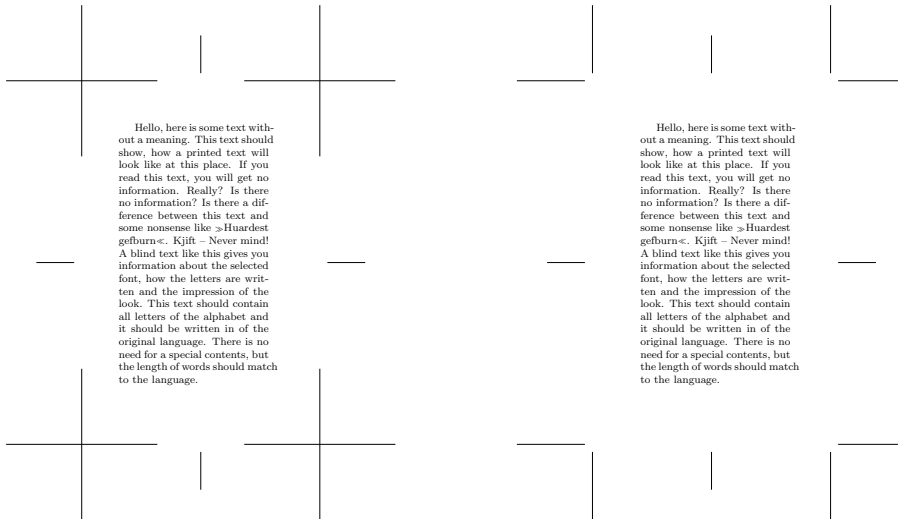 Hello, here is some text with-
out a meaning. This text should
show, how a printed text will
look like at this place. If you
read this text, you will get no
information. Really? Is there
no information? Is there a dif-
ference between this text and
some nonsense like ≫Huardest
gefburn≪. Kjift – Never mind!
A blind text like this gives you
information about the selected
font, how the letters are writ-
ten and the impression of the
look. This text should contain
all letters of the alphabet and
it should be written in of the
original language. There is no
need for a special contents, but
the length of words should match
to the language.
Hello, here is some text with-
out a meaning. This text should
show, how a printed text will
look like at this place. If you
read this text, you will get no
information. Really? Is there
no information? Is there a dif-
ference between this text and
some nonsense like ≫Huardest
gefburn≪. Kjift – Never mind!
A blind text like this gives you
information about the selected
font, how the letters are writ-
ten and the impression of the
look. This text should contain
all letters of the alphabet and
it should be written in of the
original language. There is no
need for a special contents, but
the length of words should match
to the language.